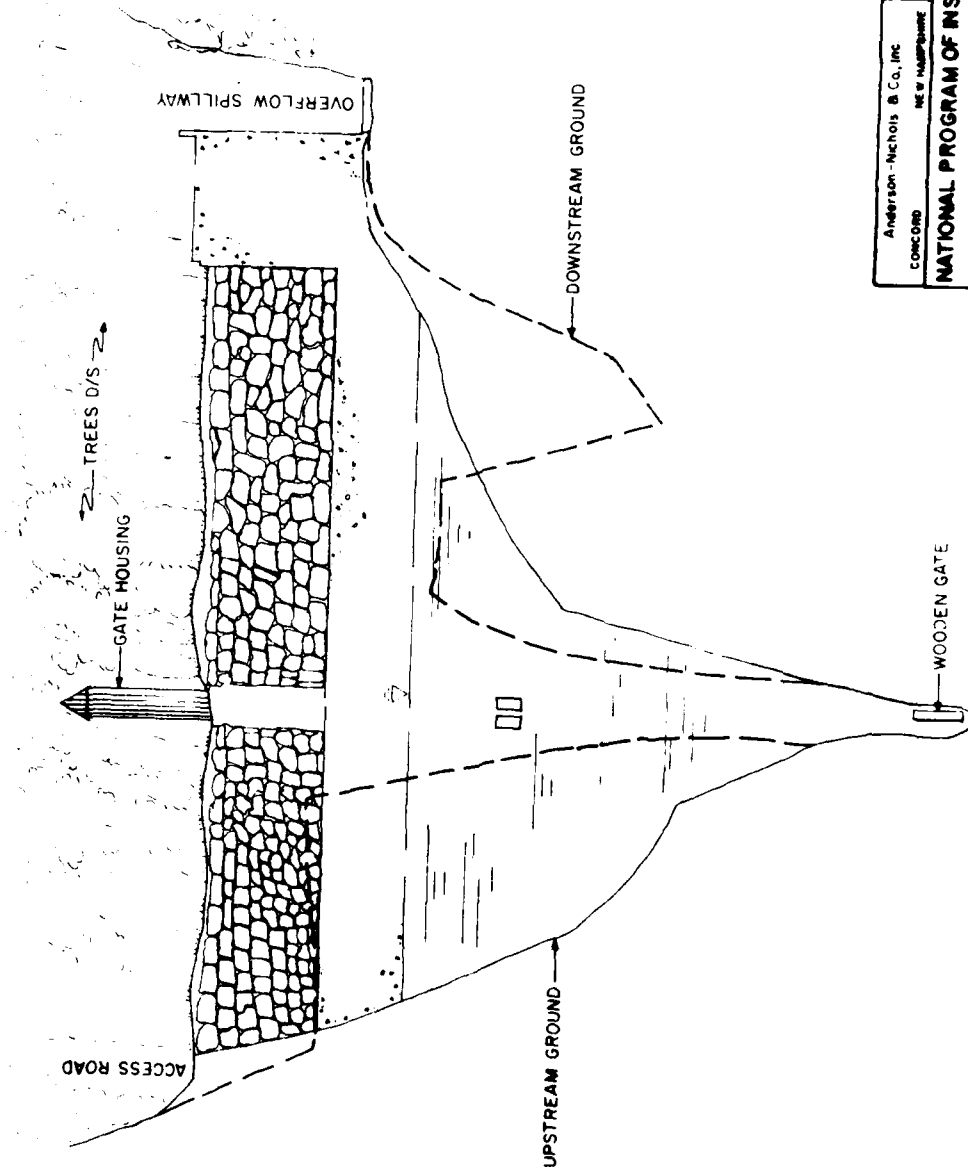 OVERFLOW SPILLWAY
TREES D/S
GATE HOUSING
ACCESS ROAD
DOWNSTREAM GROUND
UPSTREAM GROUND
WOODEN GATE
Anderson-Nichols & Co., Inc
CONCORD NEW HAMPSHIRE
NATIONAL PROGRAM OF INS